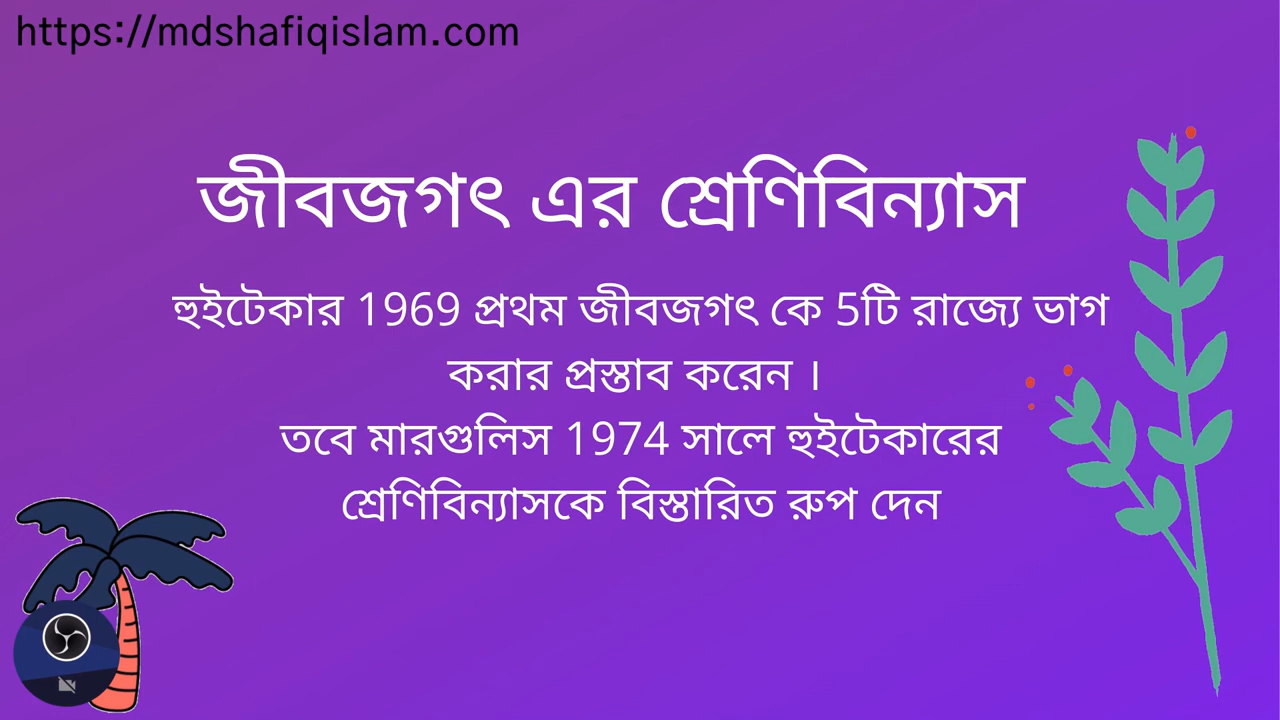 https://mdshafiqislam.com
জীবজগৎ এর শ্রেণিবিন্যাস
হুইটেকার 1969 প্রথম জীবজগৎ কে 5টি রাজ্যে ভাগ
করার প্রস্তাব করেন ।
তবে মারগুলিস 1974 সালে হুইটেকারের
শ্রেণিবিন্যাসকে বিস্তারিত রুপ দেন